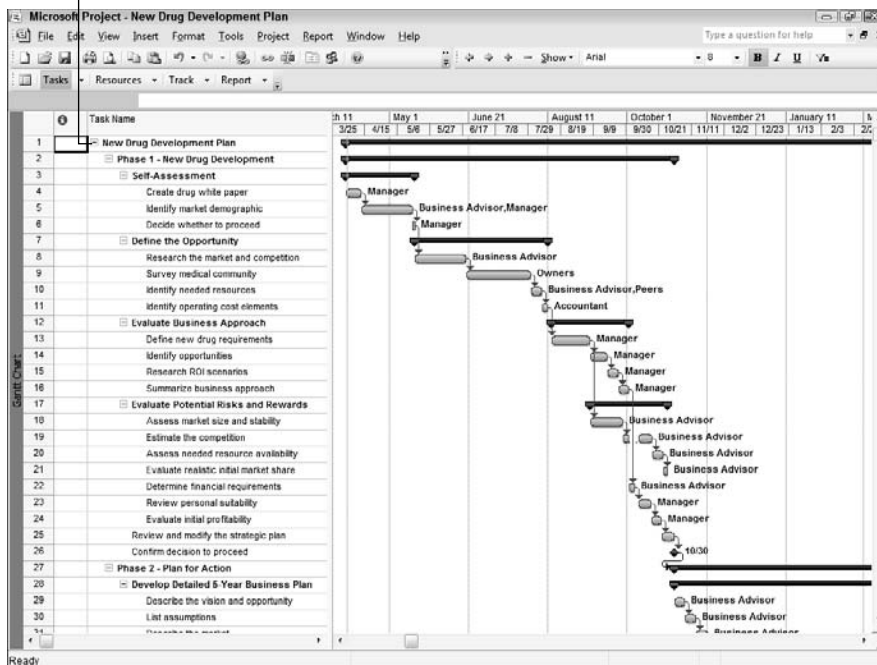 Microsoft Project - New Drug Development Plan
File Edit View Insert Format Tools Project Report Window Help
Type a question for help
Show Arial 8 B I U
Tasks Resources Track Report
Task Name
h 11 May 1 June 21 August 11 October 1 November 21 January 11
3/25 4/15 5/6 5/27 6/17 7/8 7/29 8/19 9/9 9/30 10/21 11/11 12/2 12/23 1/13 2/3
1 New Drug Development Plan
2 Phase 1 - New Drug Development
3 Self-Assessment
4 Create drug white paper Manager
5 Identify market demographic Business Advisor,Manager
6 Decide whether to proceed Manager
7 Define the Opportunity
8 Research the market and competition Business Advisor
9 Survey medical community Owners
10 Identify needed resources Business Advisor,Peers
11 Identify operating cost elements Accountant
12 Evaluate Business Approach
13 Define new drug requirements Manager
14 Identify opportunities Manager
15 Research ROI scenarios Manager
16 Summarize business approach Manager
17 Evaluate Potential Risks and Rewards
18 Assess market size and stability Business Advisor
19 Estimate the competition Business Advisor
20 Assess needed resource availability Business Advisor
21 Evaluate realistic initial market share Business Advisor
22 Determine financial requirements Business Advisor
23 Review personal suitability Manager
24 Evaluate initial profitability Manager
25 Review and modify the strategic plan
26 Confirm decision to proceed 10/30
27 Phase 2 - Plan for Action
28 Develop Detailed 5-Year Business Plan
29 Describe the vision and opportunity Business Advisor
30 List assumptions Business Advisor
31 Describe the market Business Advisor
Gantt Chart
Ready